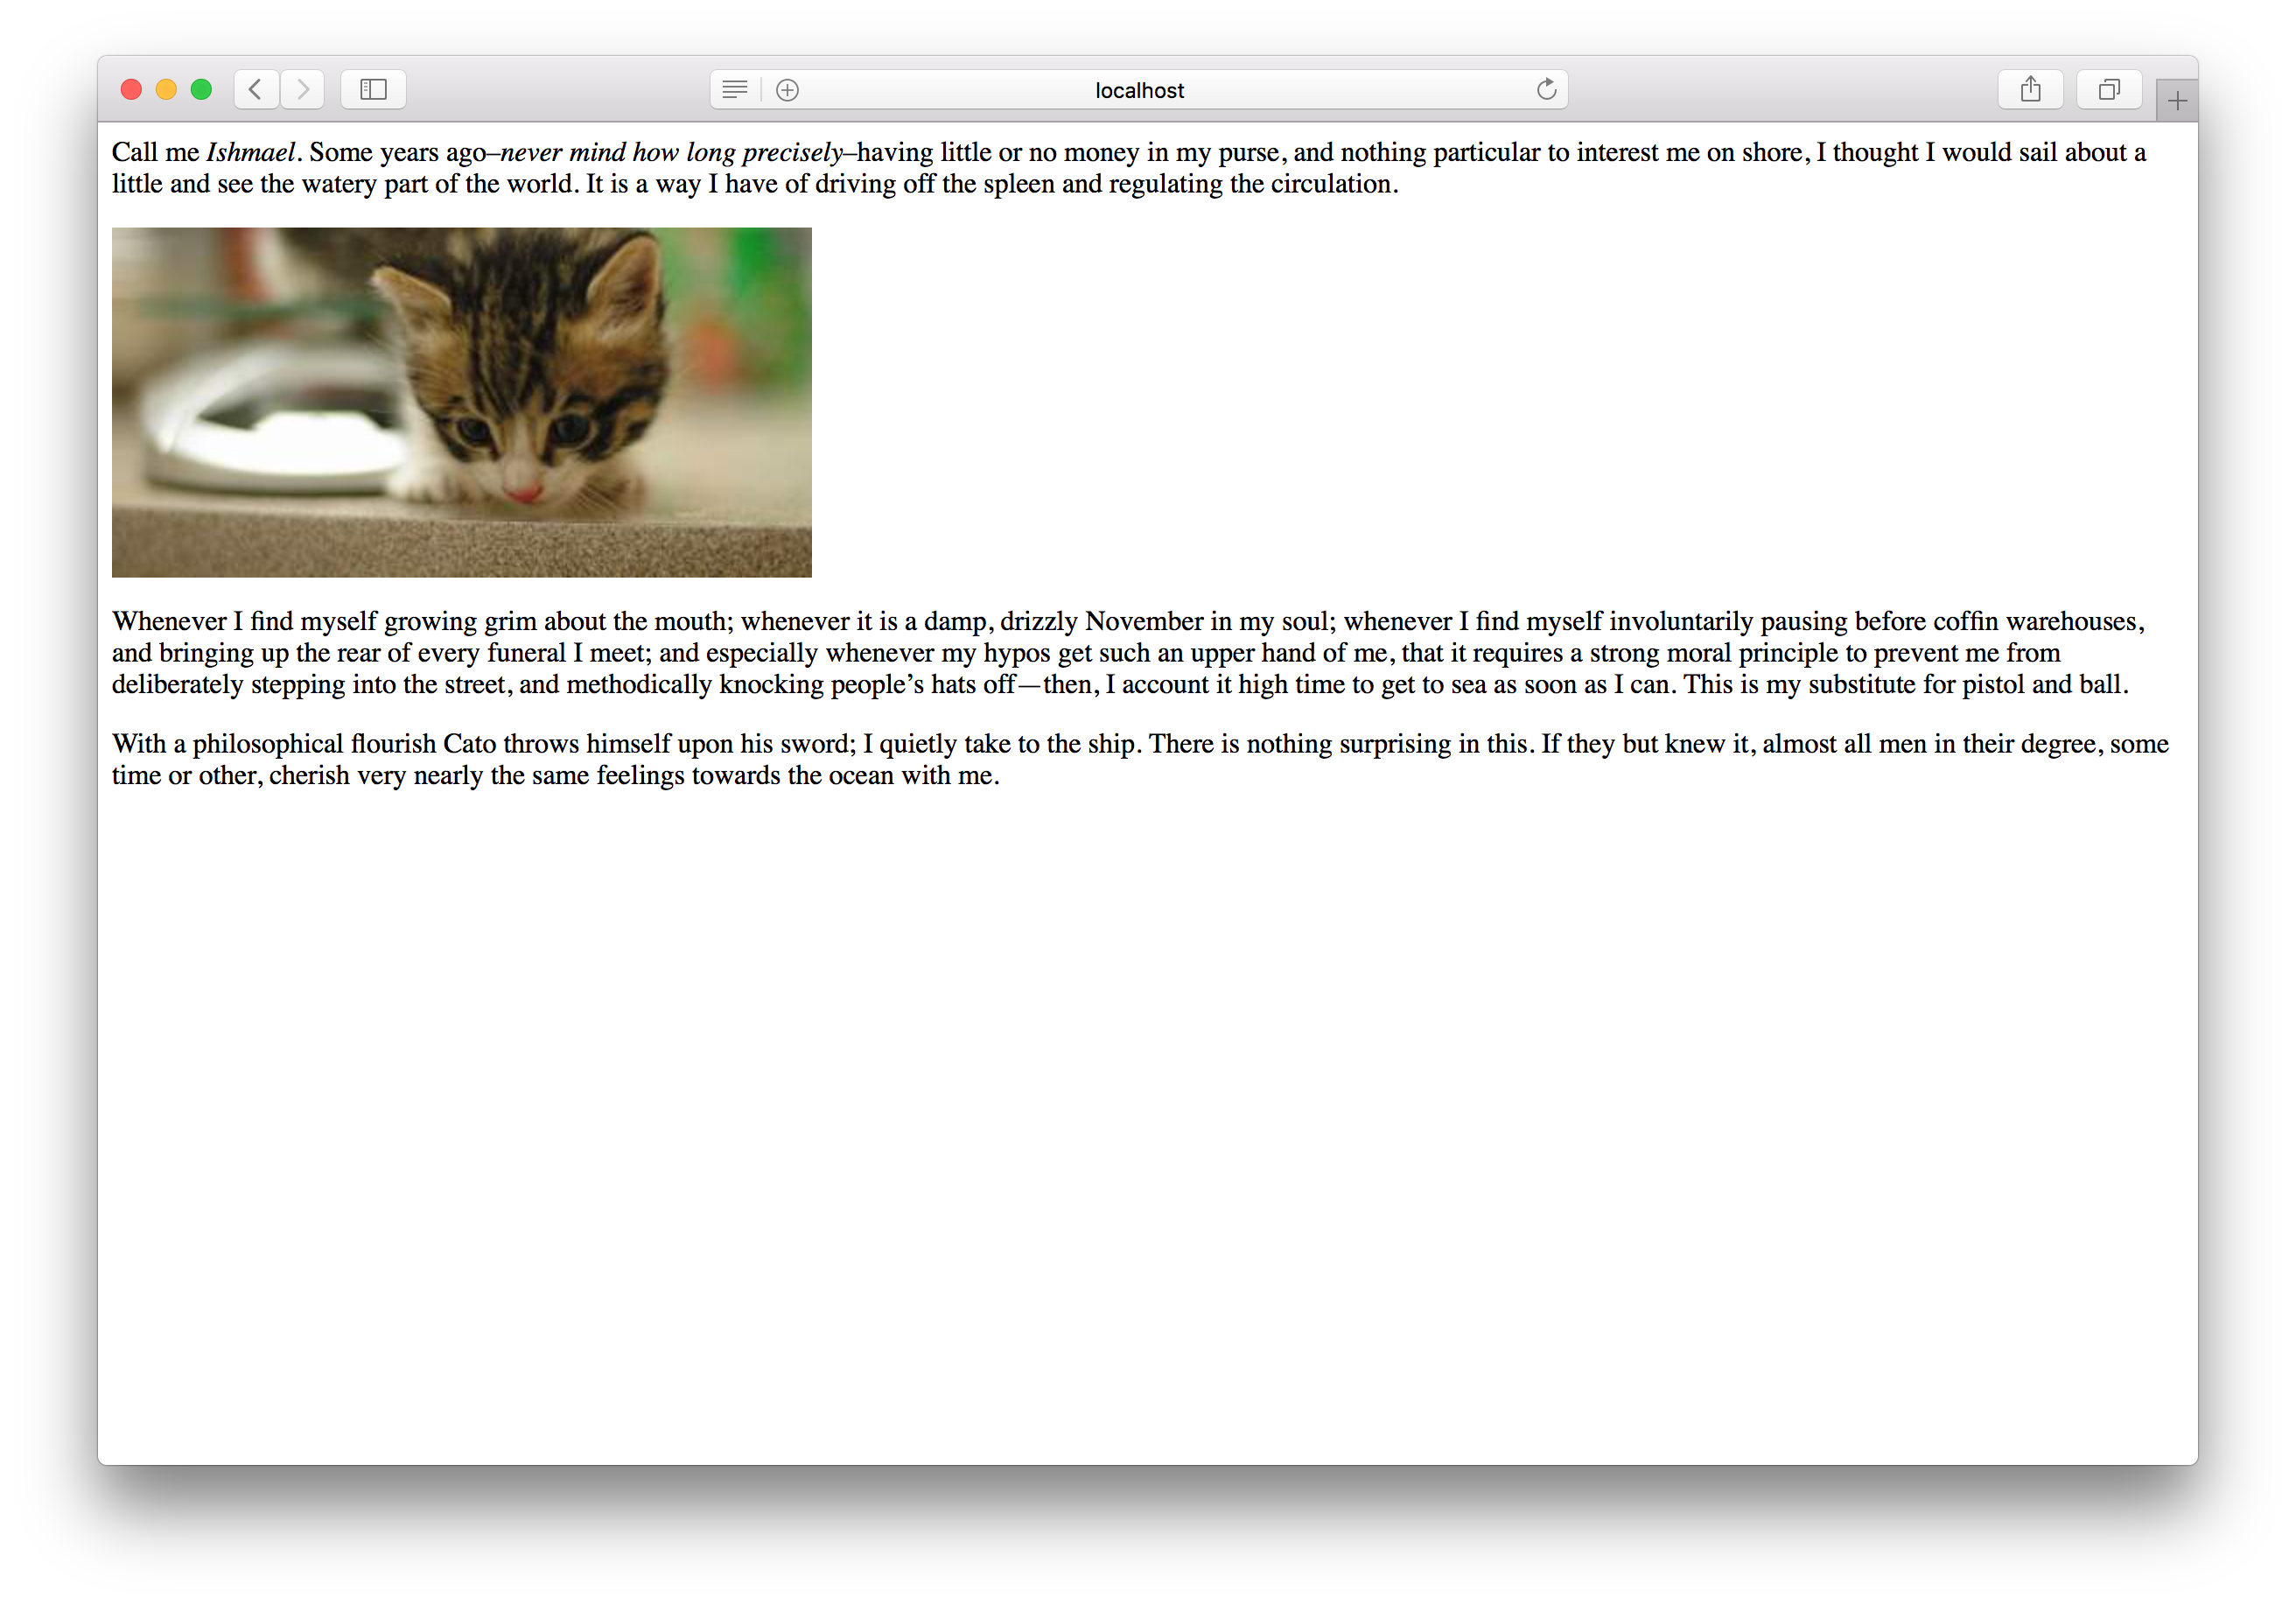 localhost
Call me Ishmael. Some years ago–never mind how long precisely–having little or no money in my purse, and nothing particular to interest me on shore, I thought I would sail about a
little and see the watery part of the world. It is a way I have of driving off the spleen and regulating the circulation.
Whenever I find myself growing grim about the mouth; whenever it is a damp, drizzly November in my soul; whenever I find myself involuntarily pausing before coffin warehouses,
and bringing up the rear of every funeral I meet; and especially whenever my hypos get such an upper hand of me, that it requires a strong moral principle to prevent me from
deliberately stepping into the street, and methodically knocking people’s hats off—then, I account it high time to get to sea as soon as I can. This is my substitute for pistol and ball.
With a philosophical flourish Cato throws himself upon his sword; I quietly take to the ship. There is nothing surprising in this. If they but knew it, almost all men in their degree, some
time or other, cherish very nearly the same feelings towards the ocean with me.